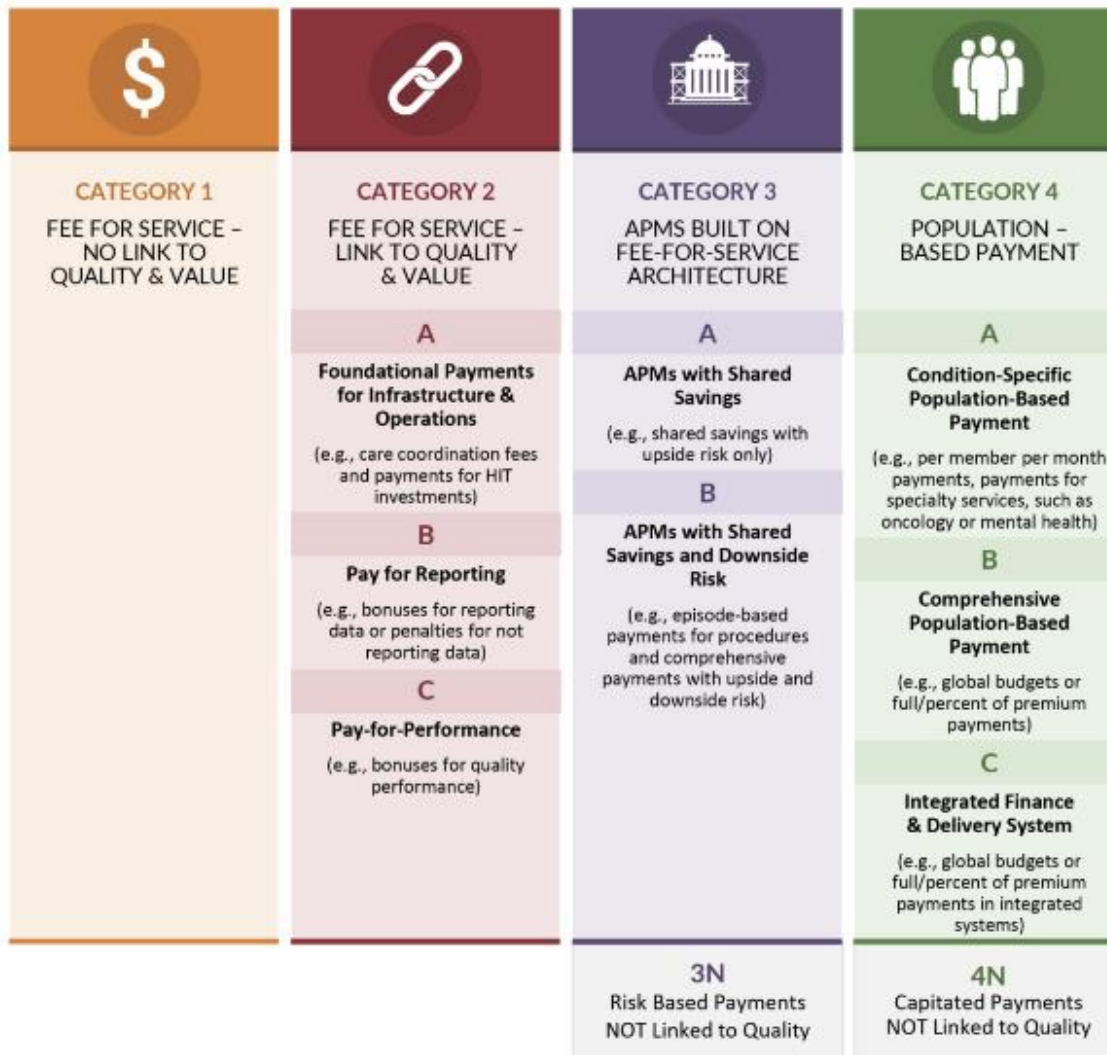 $
CATEGORY 1
FEE FOR SERVICE –
NO LINK TO
QUALITY & VALUE
CATEGORY 2
FEE FOR SERVICE –
LINK TO QUALITY
& VALUE
A
Foundational Payments
for Infrastructure &
Operations
(e.g., care coordination fees
and payments for HIT
investments)
B
Pay for Reporting
(e.g., bonuses for reporting
data or penalties for not
reporting data)
C
Pay-for-Performance
(e.g., bonuses for quality
performance)
CATEGORY 3
APMS BUILT ON
FEE-FOR-SERVICE
ARCHITECTURE
A
APMs with Shared
Savings
(e.g., shared savings with
upside risk only)
B
APMs with Shared
Savings and Downside
Risk
(e.g., episode-based
payments for procedures
and comprehensive
payments with upside and
downside risk)
3N
Risk Based Payments
NOT Linked to Quality
CATEGORY 4
POPULATION –
BASED PAYMENT
A
Condition-Specific
Population-Based
Payment
(e.g., per member per month
payments, payments for
specialty services, such as
oncology or mental health)
B
Comprehensive
Population-Based
Payment
(e.g., global budgets or
full/percent of premium
payments)
C
Integrated Finance
& Delivery System
(e.g., global budgets or
full/percent of premium
payments in integrated
systems)
4N
Capitated Payments
NOT Linked to Quality